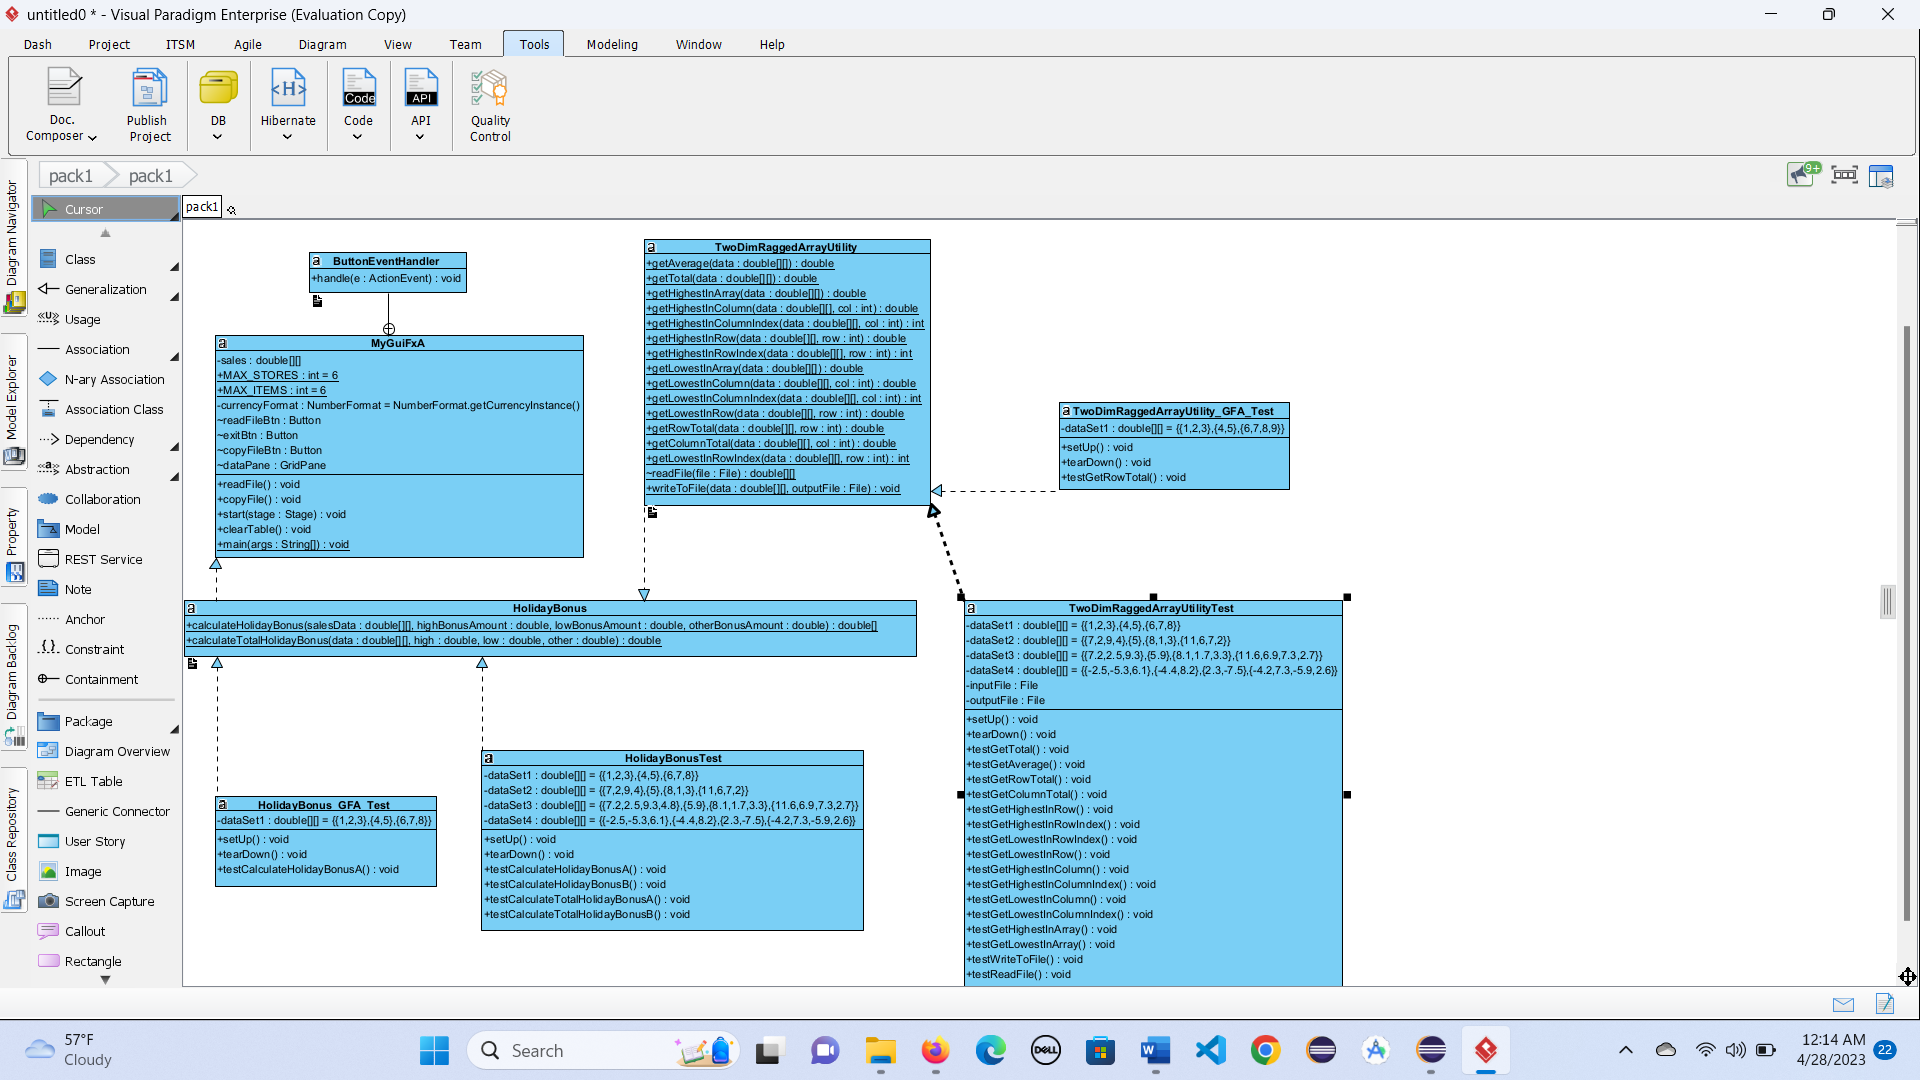 untitled0 * - Visual Paradigm Enterprise (Evaluation Copy)
Dash Project ITSM Agile Diagram View Team Tools Modeling Window Help
Doc. Composer
Publish Project
DB
<H>
Hibernate
Code
Code
API
API
Quality Control
pack1 pack1
9+
Diagram Navigator
Model Explorer
Property
Diagram Backlog
Class Repository
Cursor
Class
Generalization
Usage
Association
N-ary Association
Association Class
Dependency
Abstraction
Collaboration
Model
REST Service
Note
Anchor
Constraint
Containment
Package
Diagram Overview
ETL Table
Generic Connector
User Story
Image
Screen Capture
Callout
Rectangle
pack1
ButtonEventHandler
+handle(e : ActionEvent) : void
MyGuiFxA
-sales : double[][]
+MAX_STORES : int = 6
+MAX_ITEMS : int = 6
-currencyFormat : NumberFormat = NumberFormat.getCurrencyInstance()
~readFileBtn : Button
~exitBtn : Button
~copyFileBtn : Button
~dataPane : GridPane
+readFile() : void
+copyFile() : void
+start(stage : Stage) : void
+clearTable() : void
+main(args : String[]) : void
TwoDimRaggedArrayUtility
+getAverage(data : double[][]) : double
+getTotal(data : double[][]) : double
+getHighestInArray(data : double[][]) : double
+getHighestInColumn(data : double[][], col : int) : double
+getHighestInColumnIndex(data : double[][], col : int) : int
+getHighestInRow(data : double[][], row : int) : double
+getHighestInRowIndex(data : double[][], row : int) : int
+getLowestInArray(data : double[][]) : double
+getLowestInColumn(data : double[][], col : int) : double
+getLowestInColumnIndex(data : double[][], col : int) : int
+getLowestInRow(data : double[][], row : int) : double
+getRowTotal(data : double[][], row : int) : double
+getColumnTotal(data : double[][], col : int) : double
+getLowestInRowIndex(data : double[][], row : int) : int
~readFile(file : File) : double[][]
+writeToFile(data : double[][], outputFile : File) : void
TwoDimRaggedArrayUtility_GFA_Test
-dataSet1 : double[][] = {{1,2,3},{4,5},{6,7,8,9}}
+setUp() : void
+tearDown() : void
+testGetRowTotal() : void
HolidayBonus
+calculateHolidayBonus(salesData : double[][], highBonusAmount : double, lowBonusAmount : double, otherBonusAmount : double) : double[]
+calculateTotalHolidayBonus(data : double[][], high : double, low : double, other : double) : double
HolidayBonus_GFA_Test
-dataSet1 : double[][] = {{1,2,3},{4,5},{6,7,8}}
+setUp() : void
+tearDown() : void
+testCalculateHolidayBonusA() : void
HolidayBonusTest
-dataSet1 : double[][] = {{1,2,3},{4,5},{6,7,8}}
-dataSet2 : double[][] = {{7,2,9,4},{5},{8,1,3},{11,6,7,2}}
-dataSet3 : double[][] = {{7.2,2.5,9.3,4.8},{5.9},{8.1,1.7,3.3},{11.6,6.9,7.3,2.7}}
-dataSet4 : double[][] = {{-2.5,-5.3,6.1},{-4.4,8.2},{2.3,-7.5},{-4.2,7.3,-5.9,2.6}}
+setUp() : void
+tearDown() : void
+testCalculateHolidayBonusA() : void
+testCalculateHolidayBonusB() : void
+testCalculateTotalHolidayBonusA() : void
+testCalculateTotalHolidayBonusB() : void
TwoDimRaggedArrayUtilityTest
-dataSet1 : double[][] = {{1,2,3},{4,5},{6,7,8}}
-dataSet2 : double[][] = {{7,2,9,4},{5},{8,1,3},{11,6,7,2}}
-dataSet3 : double[][] = {{7.2,2.5,9.3},{5.9},{8.1,1.7,3.3},{11.6,6.9,7.3,2.7}}
-dataSet4 : double[][] = {{-2.5,-5.3,6.1},{-4.4,8.2},{2.3,-7.5},{-4.2,7.3,-5.9,2.6}}
-inputFile : File
-outputFile : File
+setUp() : void
+tearDown() : void
+testGetTotal() : void
+testGetAverage() : void
+testGetRowTotal() : void
+testGetColumnTotal() : void
+testGetHighestInRow() : void
+testGetHighestInRowIndex() : void
+testGetLowestInRowIndex() : void
+testGetLowestInRow() : void
+testGetHighestInColumn() : void
+testGetHighestInColumnIndex() : void
+testGetLowestInColumn() : void
+testGetLowestInColumnIndex() : void
+testGetHighestInArray() : void
+testGetLowestInArray() : void
+testWriteToFile() : void
+testReadFile() : void
57°F
Cloudy
Search
DELL
12:14 AM
4/28/2023
22